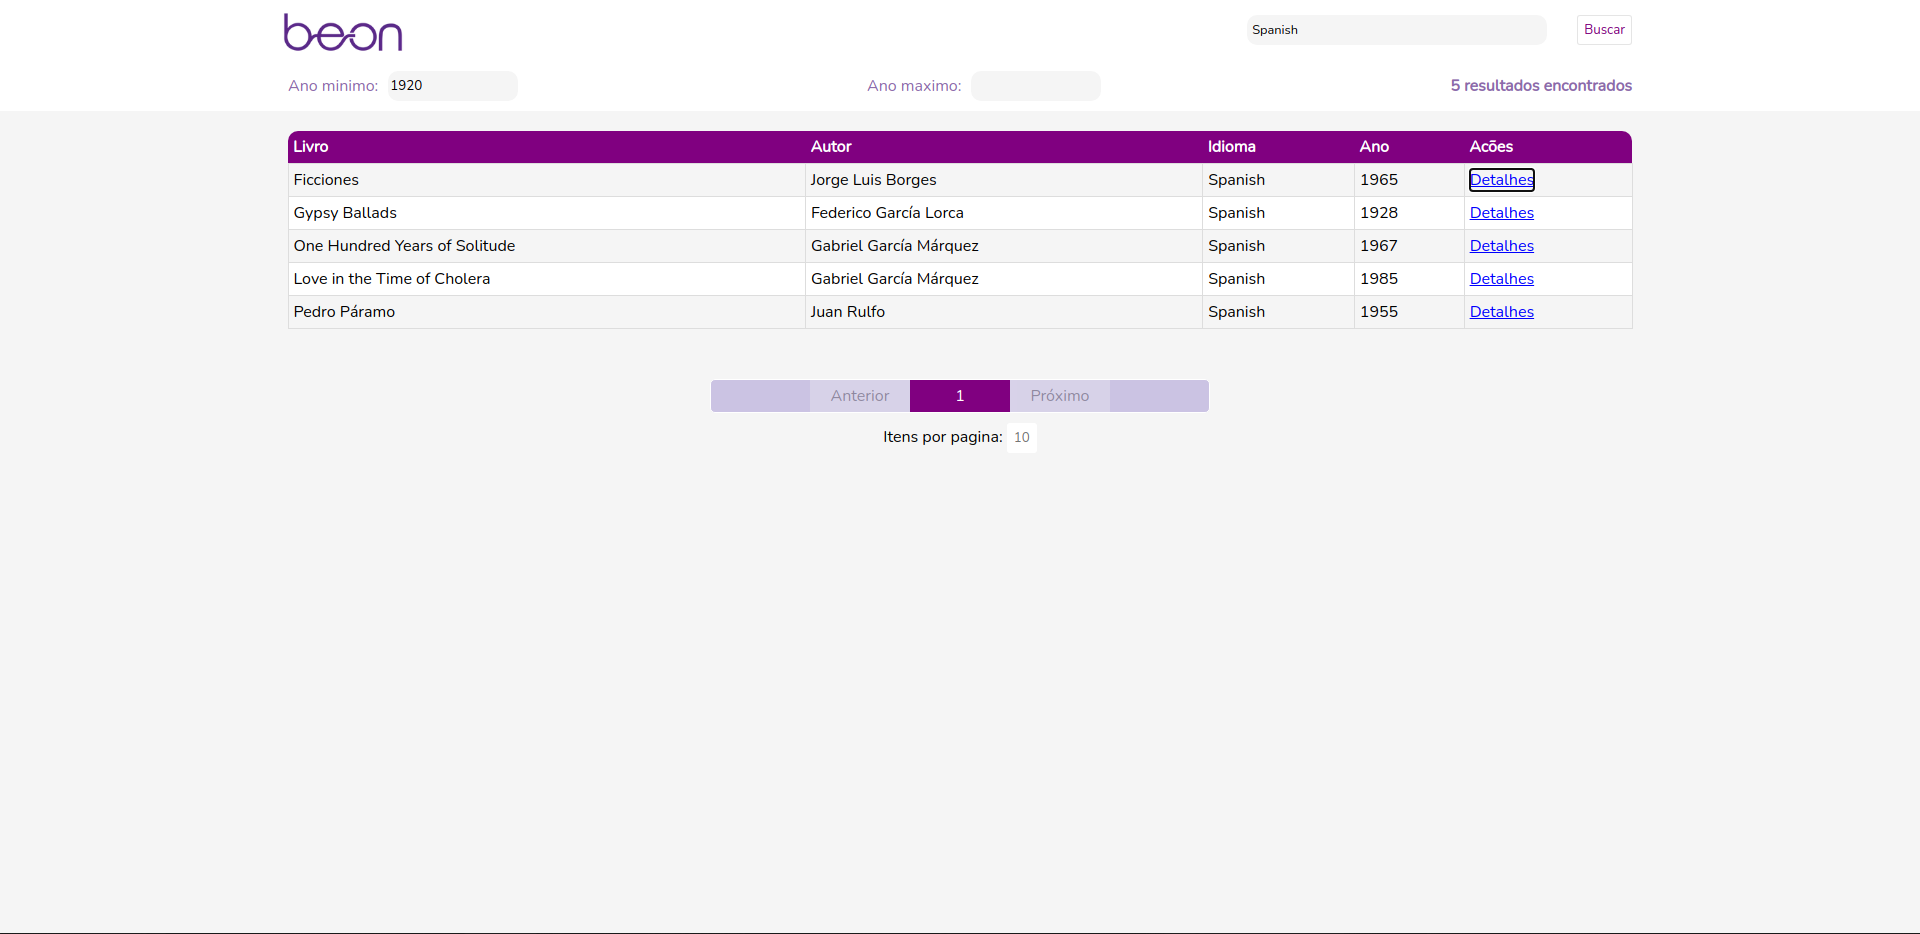 beon
Spanish
Buscar
Ano minimo: 1920
Ano maximo:
5 resultados encontrados
Livro Autor Idioma Ano Acões
Ficciones Jorge Luis Borges Spanish 1965 Detalhes
Gypsy Ballads Federico García Lorca Spanish 1928 Detalhes
One Hundred Years of Solitude Gabriel García Márquez Spanish 1967 Detalhes
Love in the Time of Cholera Gabriel García Márquez Spanish 1985 Detalhes
Pedro Páramo Juan Rulfo Spanish 1955 Detalhes
Anterior 1 Próximo
Itens por pagina: 10